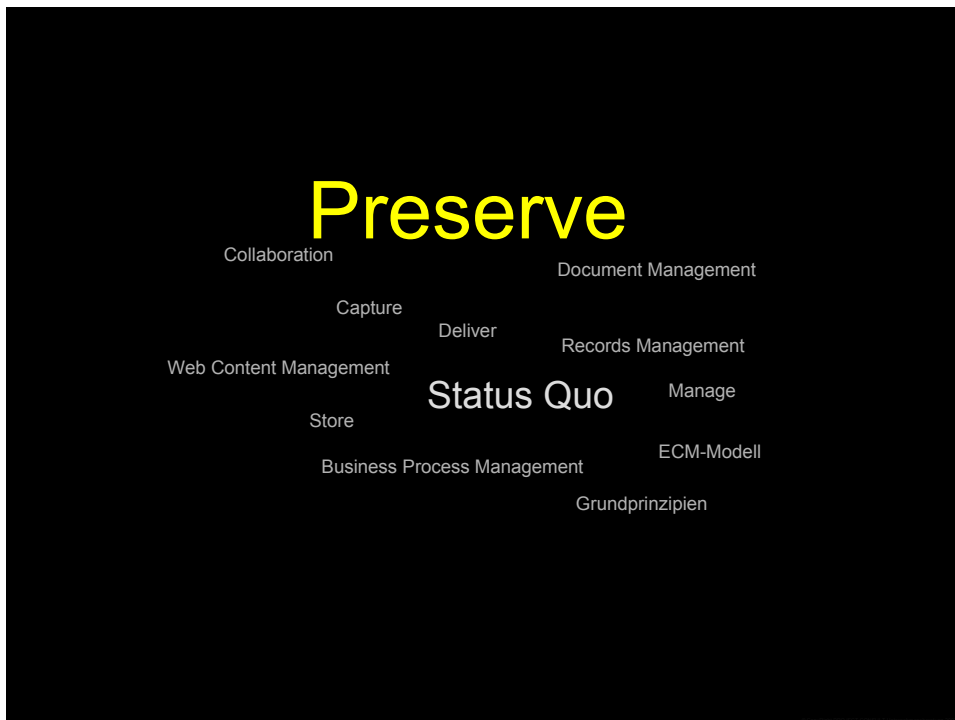 Preserve
Collaboration
Document Management
Capture
Deliver
Records Management
Web Content Management
Status Quo
Manage
Store
ECM-Modell
Business Process Management
Grundprinzipien